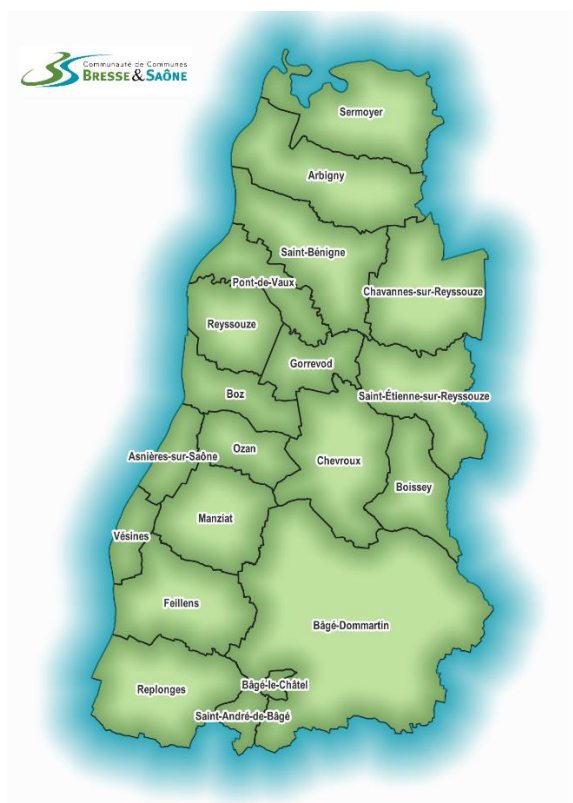 Communauté de Communes
BRESSE & SAÔNE
Sermoyer
Arbigny
Saint-Bénigne
Pont-de-Vaux
Chavannes-sur-Reyssouze
Reyssouze
Gorrevod
Boz
Saint-Étienne-sur-Reyssouze
Ozan
Asnières-sur-Saône
Chevroux
Boissey
Manziat
Vésines
Feillens
Bâgé-Dommartin
Bâgé-le-Châtel
Replonges
Saint-André-de-Bâgé